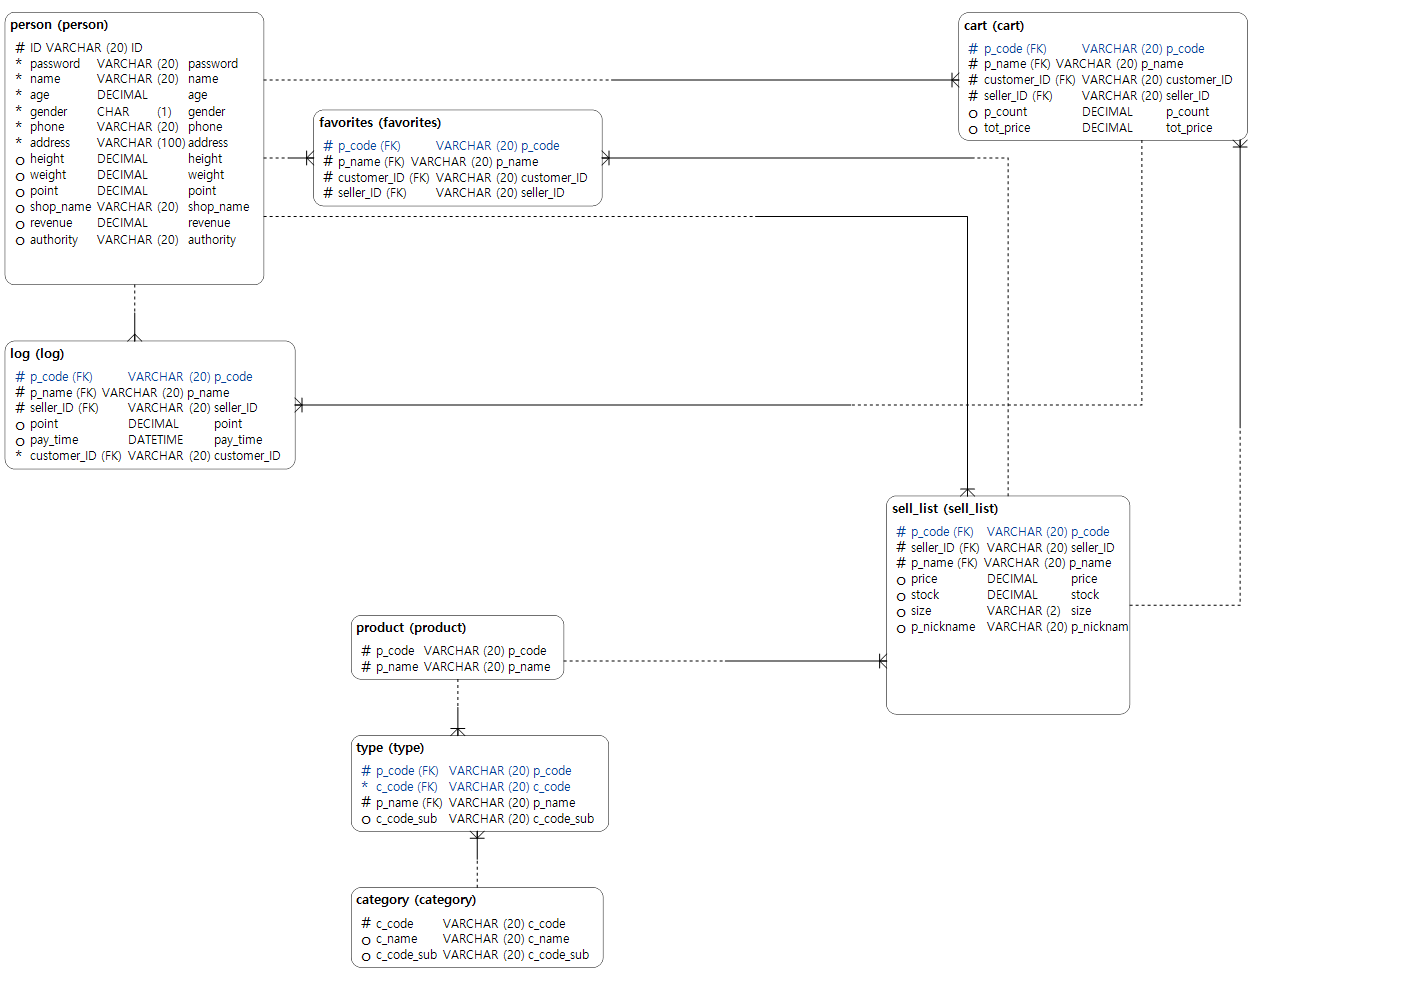 person (person)
# ID VARCHAR (20) ID
* password VARCHAR (20) password
* name VARCHAR (20) name
* age DECIMAL age
* gender CHAR (1) gender
* phone VARCHAR (20) phone
* address VARCHAR (100) address
o height DECIMAL height
o weight DECIMAL weight
o point DECIMAL point
o shop_name VARCHAR (20) shop_name
o revenue DECIMAL revenue
o authority VARCHAR (20) authority
favorites (favorites)
# p_code (FK) VARCHAR (20) p_code
# p_name (FK) VARCHAR (20) p_name
# customer_ID (FK) VARCHAR (20) customer_ID
# seller_ID (FK) VARCHAR (20) seller_ID
cart (cart)
# p_code (FK) VARCHAR (20) p_code
# p_name (FK) VARCHAR (20) p_name
# customer_ID (FK) VARCHAR (20) customer_ID
# seller_ID (FK) VARCHAR (20) seller_ID
o p_count DECIMAL p_count
o tot_price DECIMAL tot_price
log (log)
# p_code (FK) VARCHAR (20) p_code
# p_name (FK) VARCHAR (20) p_name
# seller_ID (FK) VARCHAR (20) seller_ID
o point DECIMAL point
o pay_time DATETIME pay_time
* customer_ID (FK) VARCHAR (20) customer_ID
sell_list (sell_list)
# p_code (FK) VARCHAR (20) p_code
# seller_ID (FK) VARCHAR (20) seller_ID
# p_name (FK) VARCHAR (20) p_name
o price DECIMAL price
o stock DECIMAL stock
o size VARCHAR (2) size
o p_nickname VARCHAR (20) p_nicknam
product (product)
# p_code VARCHAR (20) p_code
# p_name VARCHAR (20) p_name
type (type)
# p_code (FK) VARCHAR (20) p_code
* c_code (FK) VARCHAR (20) c_code
# p_name (FK) VARCHAR (20) p_name
o c_code_sub VARCHAR (20) c_code_sub
category (category)
# c_code VARCHAR (20) c_code
o c_name VARCHAR (20) c_name
o c_code_sub VARCHAR (20) c_code_sub